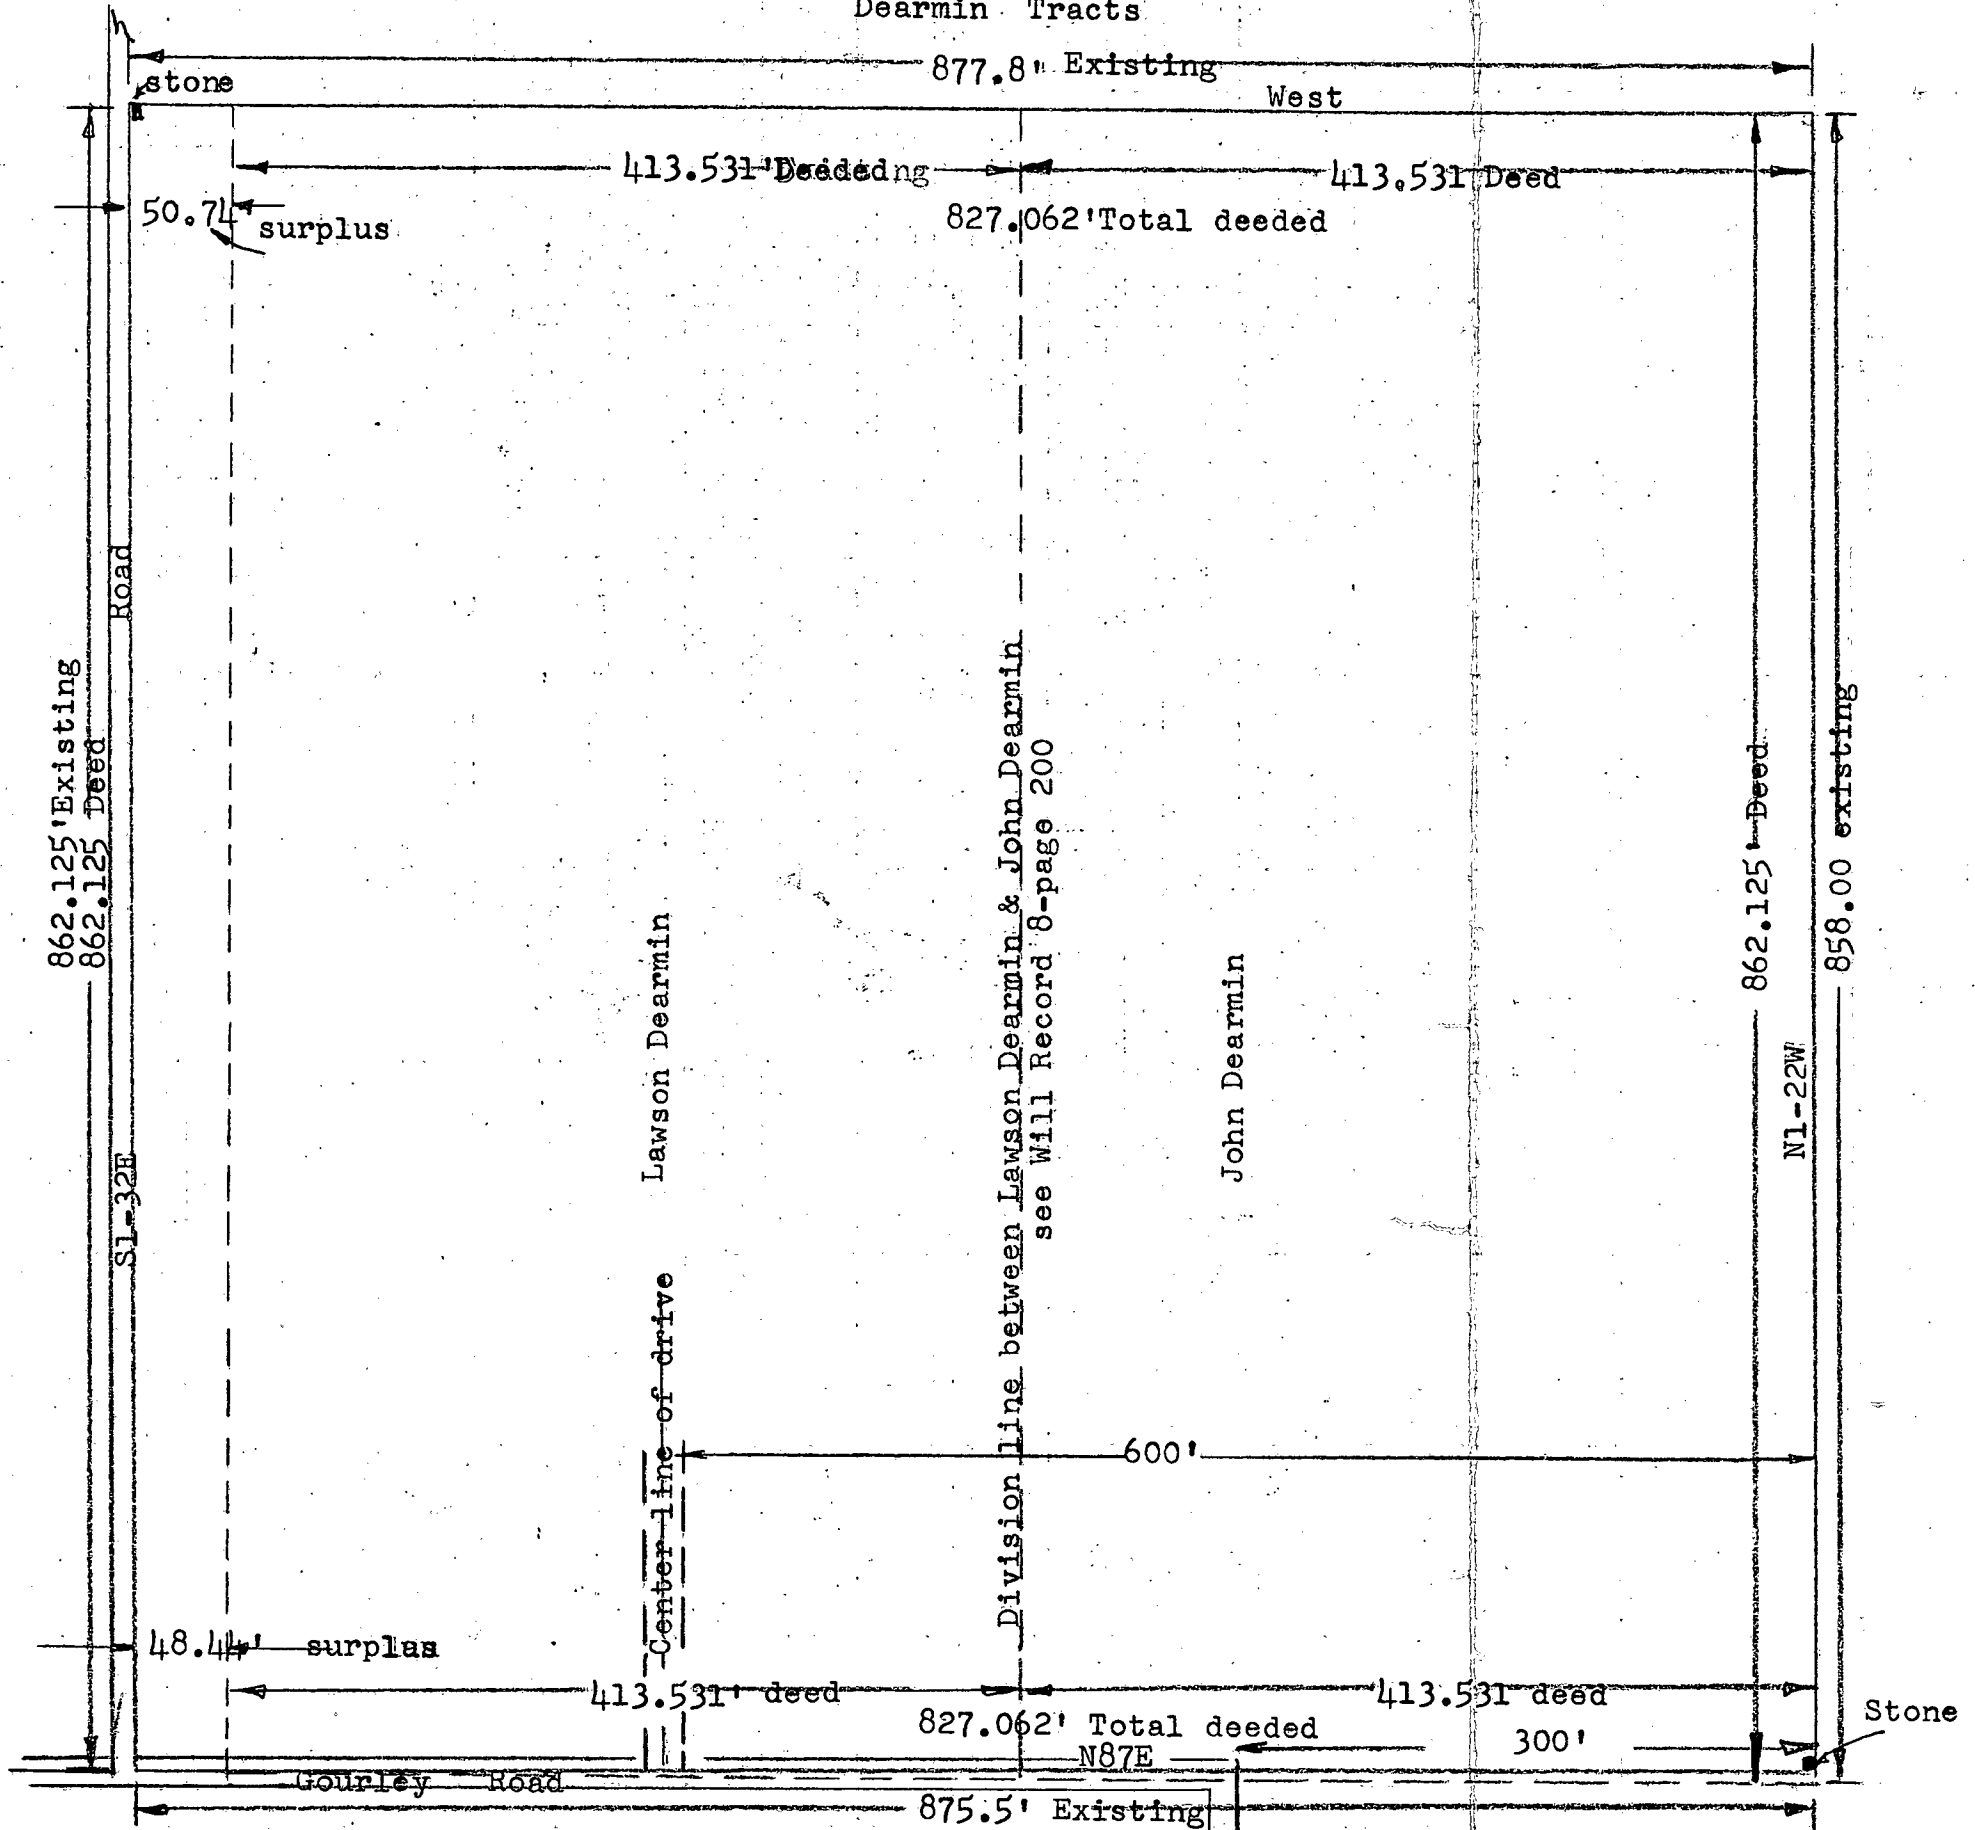 Dearmin Tracts
877.8' Existing
stone
West
413.531'
413.531 Deed
50.74' surplus
827.062' Total deeded
Road
862.125' Existing
862.125 Deed
S1-32E
Lawson Dearmin
Center line of drive
Division line between Lawson Dearmin & John Dearmin
see Will Record 8-page 200
John Dearmin
862.125' Deed
N1-22W
858.00 existing
600'
48.44' surplus
413.531' deed
413.531 deed
827.062' Total deeded
300'
Stone
N87E
Gourley Road
875.5' Existing